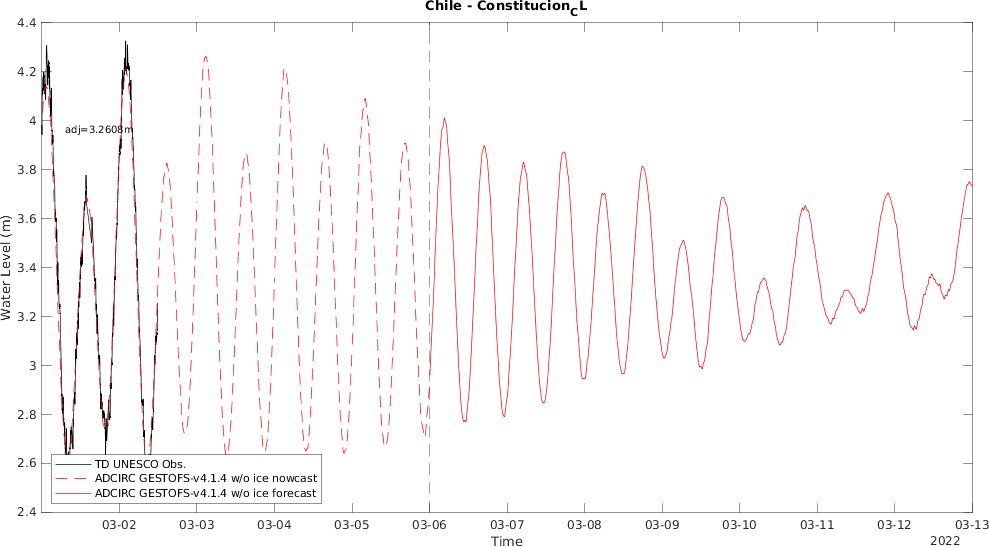 Chile - Constitucion_CL
4.4
4.2
4
3.8
3.6
3.4
3.2
3
2.8
2.6
2.4
Water Level (m)
adj=3.2608m
TD UNESCO Obs.
ADCIRC GESTOFS-v4.1.4 w/o ice nowcast
ADCIRC GESTOFS-v4.1.4 w/o ice forecast
03-02 03-03 03-04 03-05 03-06 03-07 03-08 03-09 03-10 03-11 03-12 03-13
Time
2022